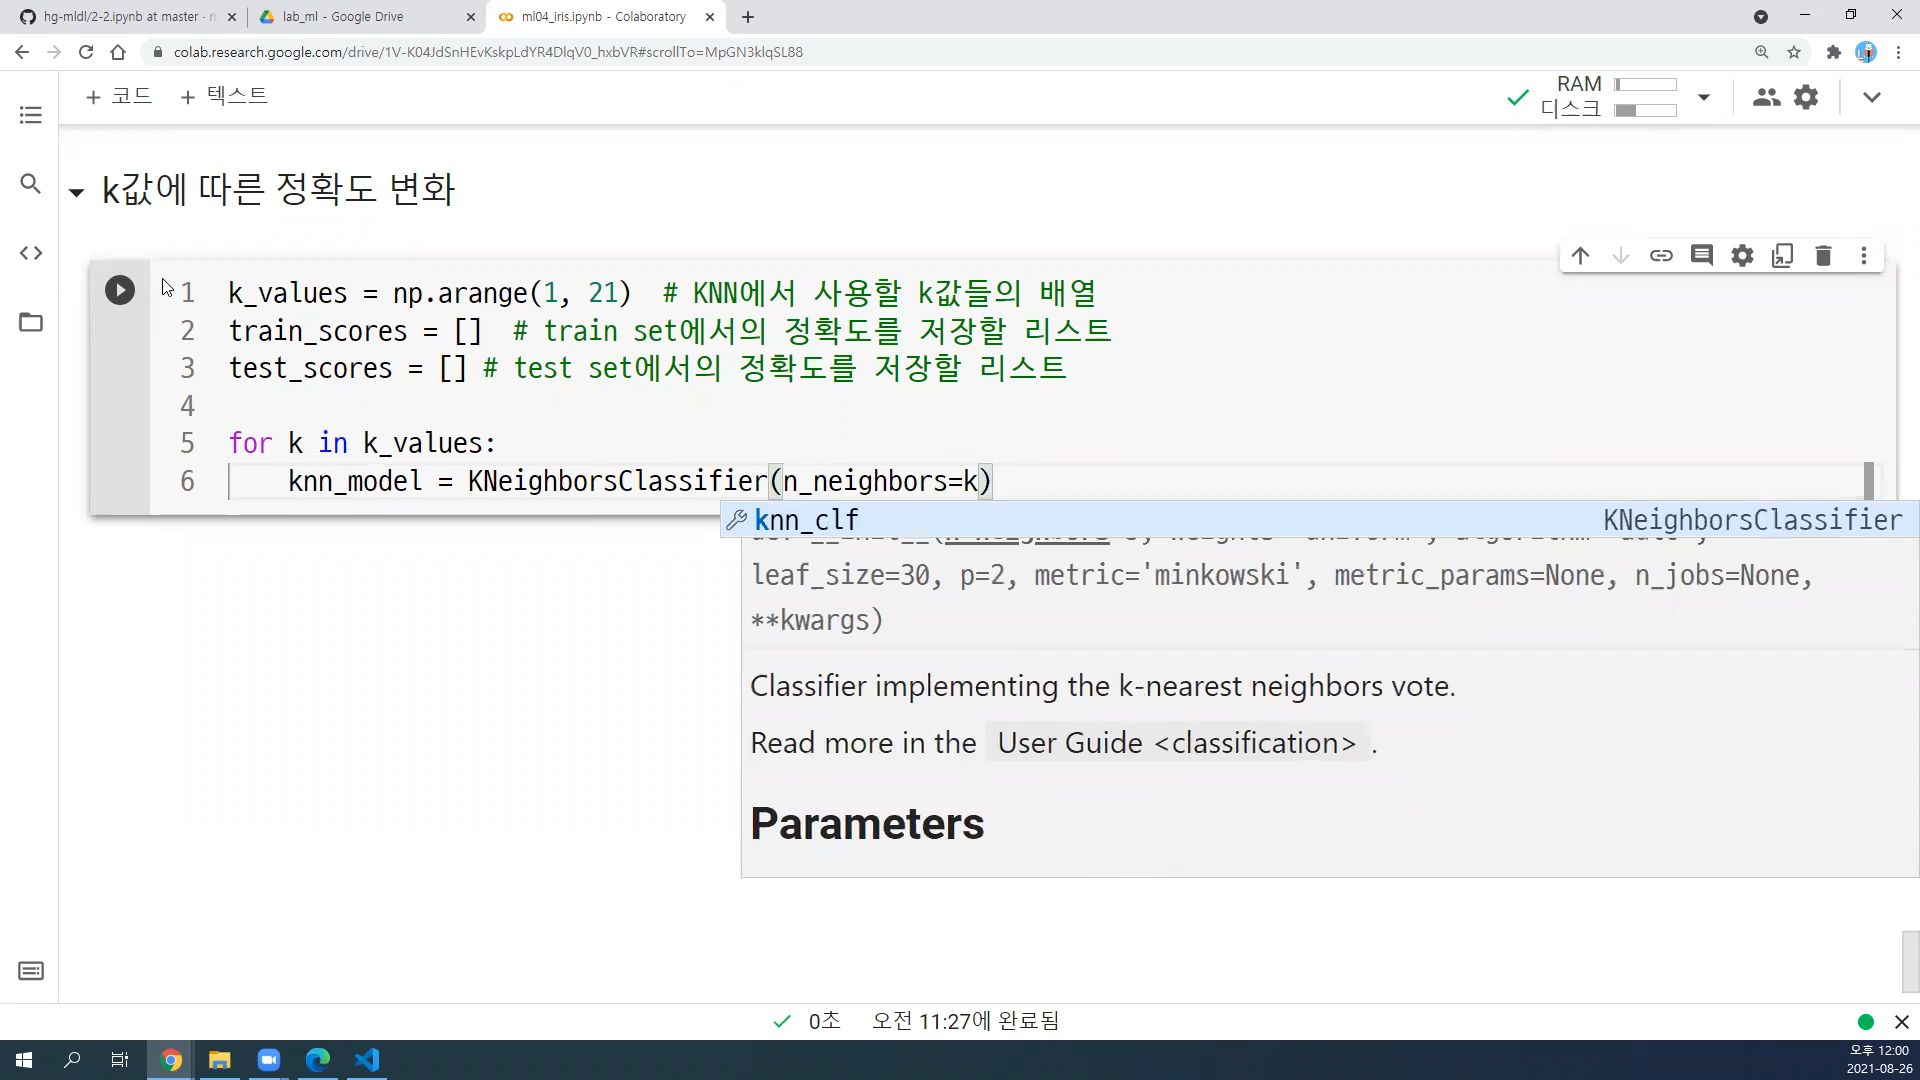 hg-mldl/2-2.ipynb at master · ri
lab_ml - Google Drive
ml04_iris.ipynb - Colaboratory
colab.research.google.com/drive/1V-K04JdSnHEvKskpLdYR4DlqV0_hxbVR#scrollTo=MpGN3klqSL88
+ 코드 + 텍스트
RAM
디스크
k값에 따른 정확도 변화
1 k_values = np.arange(1, 21)  # KNN에서 사용할 k값들의 배열
2 train_scores = []  # train set에서의 정확도를 저장할 리스트
3 test_scores = [] # test set에서의 정확도를 저장할 리스트
4
5 for k in k_values:
6     knn_model = KNeighborsClassifier(n_neighbors=k)
knn_clf KNeighborsClassifier
leaf_size=30, p=2, metric='minkowski', metric_params=None, n_jobs=None,
**kwargs)
Classifier implementing the k-nearest neighbors vote.
Read more in the User Guide <classification> .
Parameters
0초 오전 11:27에 완료됨
오후 12:00
2021-08-26